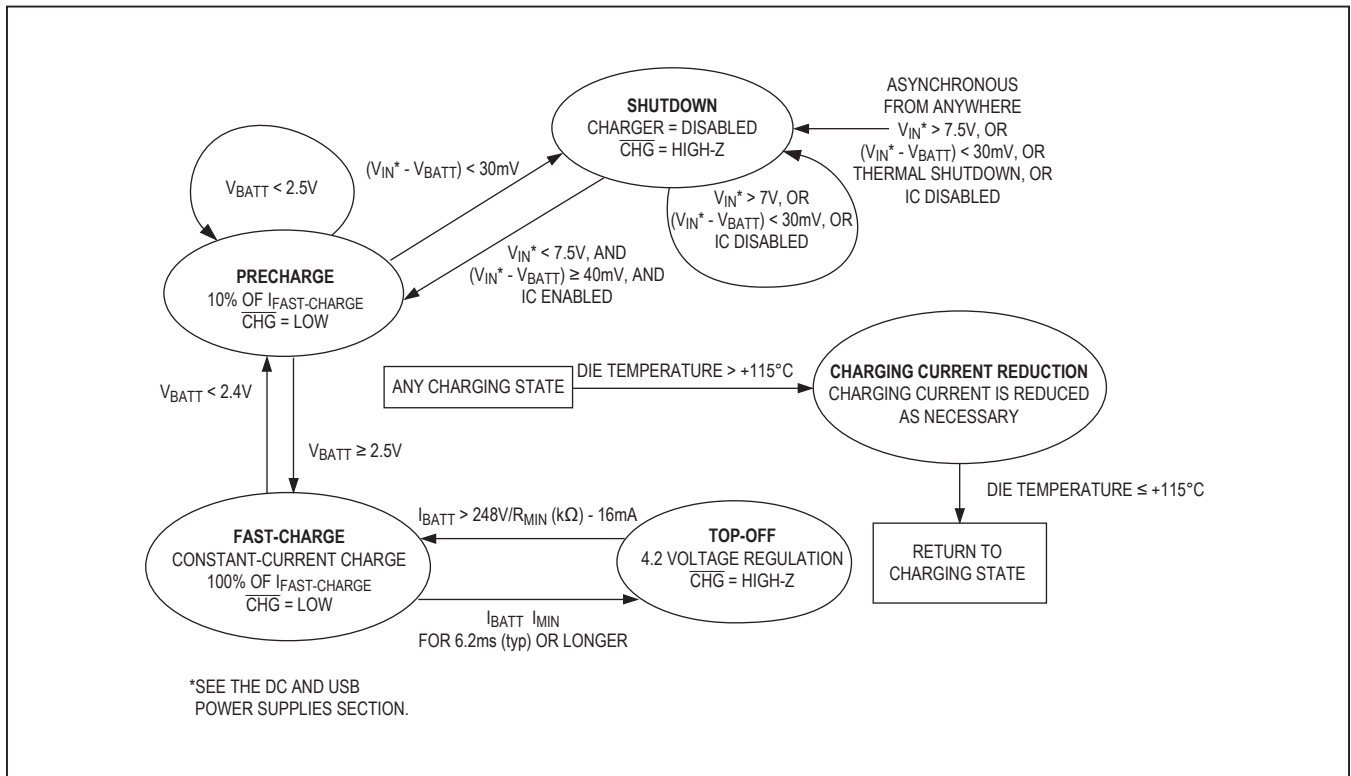 SHUTDOWN
CHARGER = DISABLED
C̅H̅G̅ = HIGH-Z
ASYNCHRONOUS
FROM ANYWHERE
VIN* > 7.5V, OR
(VIN* - VBATT) < 30mV, OR
THERMAL SHUTDOWN, OR
IC DISABLED
VBATT < 2.5V
(VIN* - VBATT) < 30mV
VIN* > 7V, OR
(VIN* - VBATT) < 30mV, OR
IC DISABLED
VIN* < 7.5V, AND
(VIN* - VBATT) ≥ 40mV, AND
IC ENABLED
PRECHARGE
10% OF IFAST-CHARGE
C̅H̅G̅ = LOW
VBATT < 2.4V
VBATT ≥ 2.5V
ANY CHARGING STATE
DIE TEMPERATURE > +115°C
CHARGING CURRENT REDUCTION
CHARGING CURRENT IS REDUCED
AS NECESSARY
DIE TEMPERATURE ≤ +115°C
RETURN TO
CHARGING STATE
FAST-CHARGE
CONSTANT-CURRENT CHARGE
100% OF IFAST-CHARGE
C̅H̅G̅ = LOW
IBATT > 248V/RMIN (kΩ) - 16mA
TOP-OFF
4.2 VOLTAGE REGULATION
C̅H̅G̅ = HIGH-Z
IBATT IMIN
FOR 6.2ms (typ) OR LONGER
*SEE THE DC AND USB
POWER SUPPLIES SECTION.